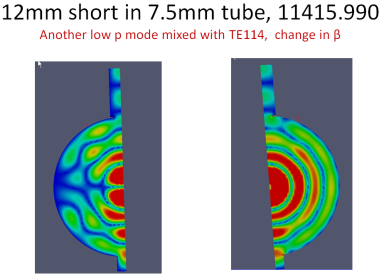 12mm short in 7.5mm tube, 11415.990
Another low p mode mixed with TE114, change in β